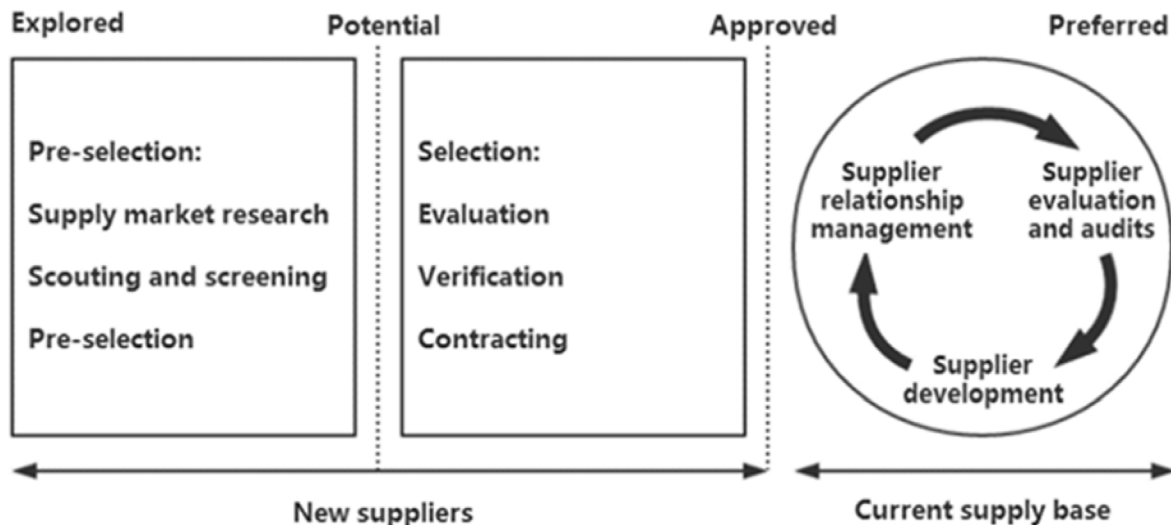 Explored
Potential
Approved
Preferred
Pre-selection:
Supply market research
Scouting and screening
Pre-selection
Selection:
Evaluation
Verification
Contracting
Supplier
relationship
management
Supplier
evaluation
and audits
Supplier
development
New suppliers
Current supply base